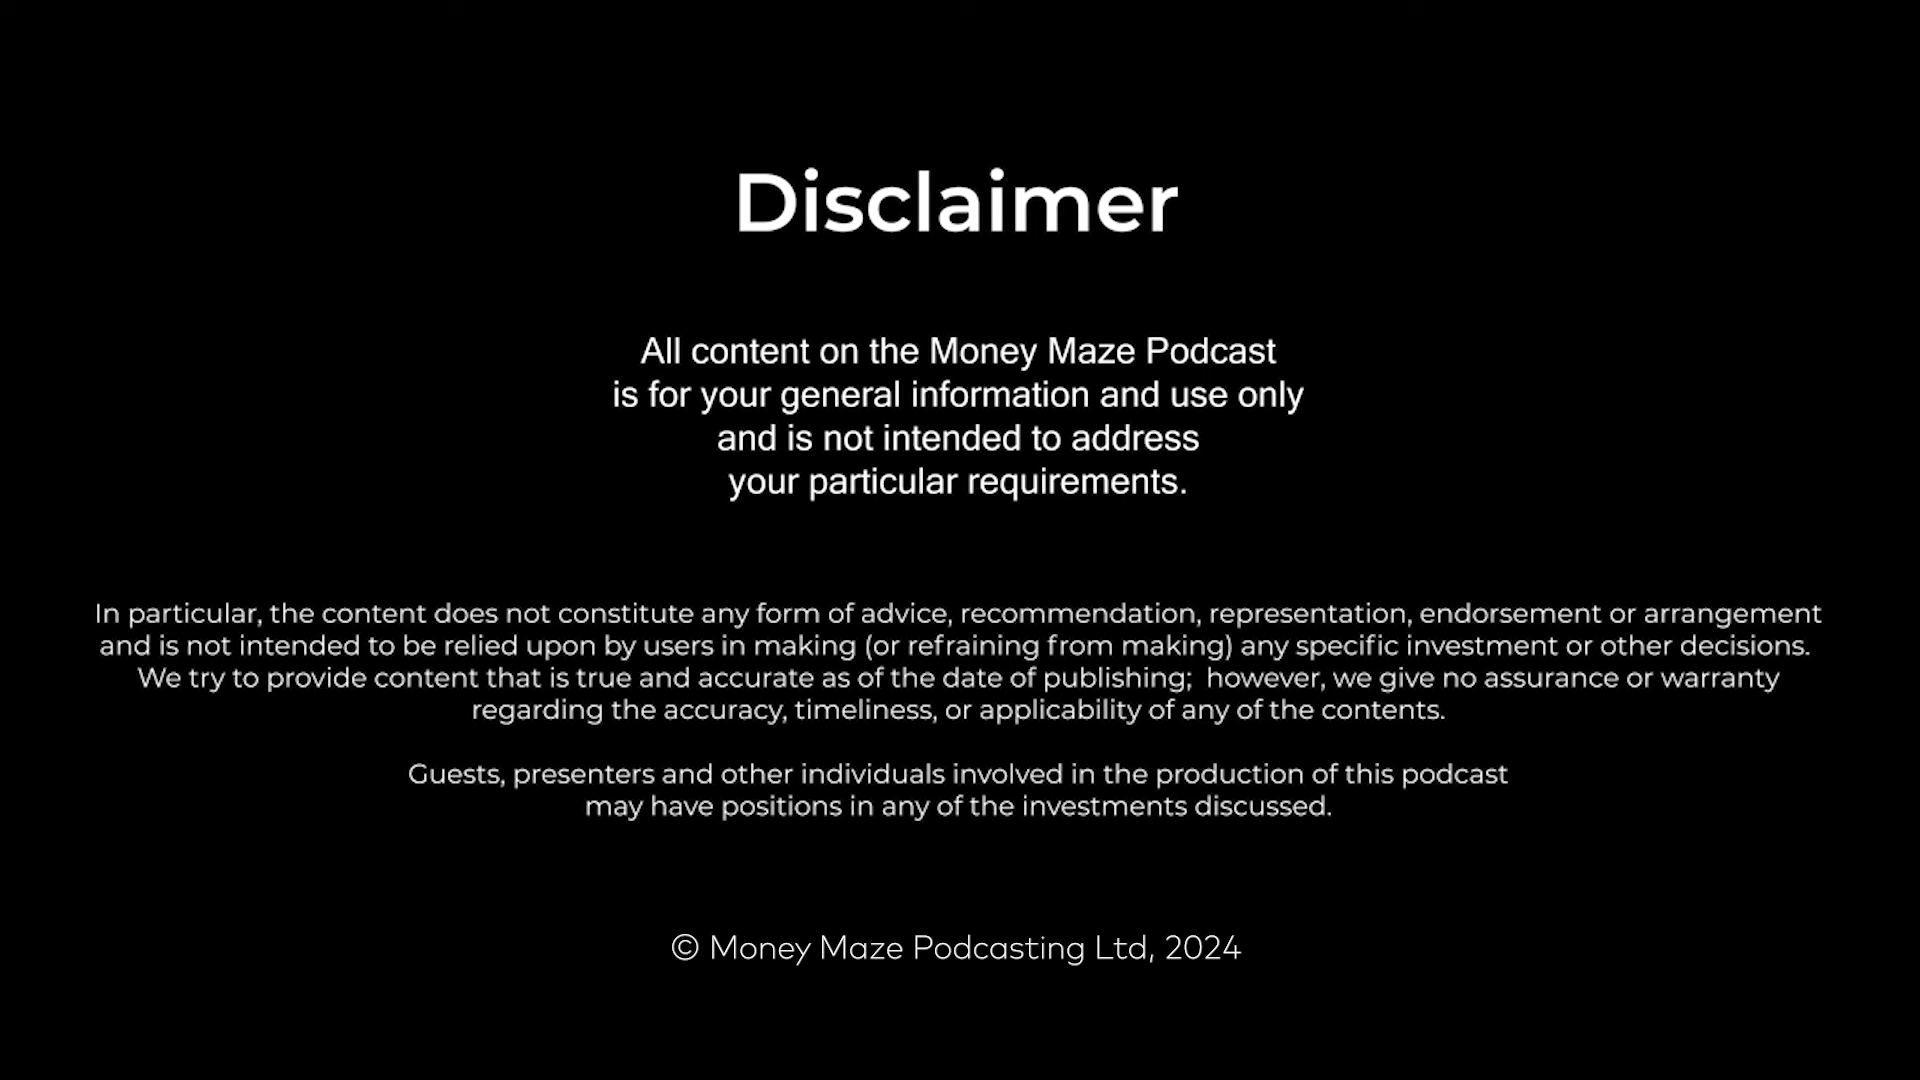 Disclaimer
All content on the Money Maze Podcast
is for your general information and use only
and is not intended to address
your particular requirements.
In particular, the content does not constitute any form of advice, recommendation, representation, endorsement or arrangement
and is not intended to be relied upon by users in making (or refraining from making) any specific investment or other decisions.
We try to provide content that is true and accurate as of the date of publishing;  however, we give no assurance or warranty
regarding the accuracy, timeliness, or applicability of any of the contents.
Guests, presenters and other individuals involved in the production of this podcast
may have positions in any of the investments discussed.
© Money Maze Podcasting Ltd, 2024